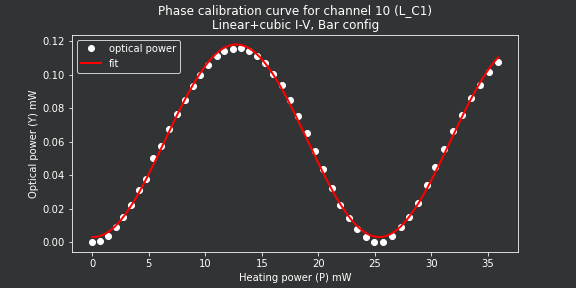 Phase calibration curve for channel 10 (L_C1)
Linear+cubic I-V, Bar config
optical power
fit
Optical power (Y) mW
0.12
0.10
0.08
0.06
0.04
0.02
0.00
0 5 10 15 20 25 30 35
Heating power (P) mW